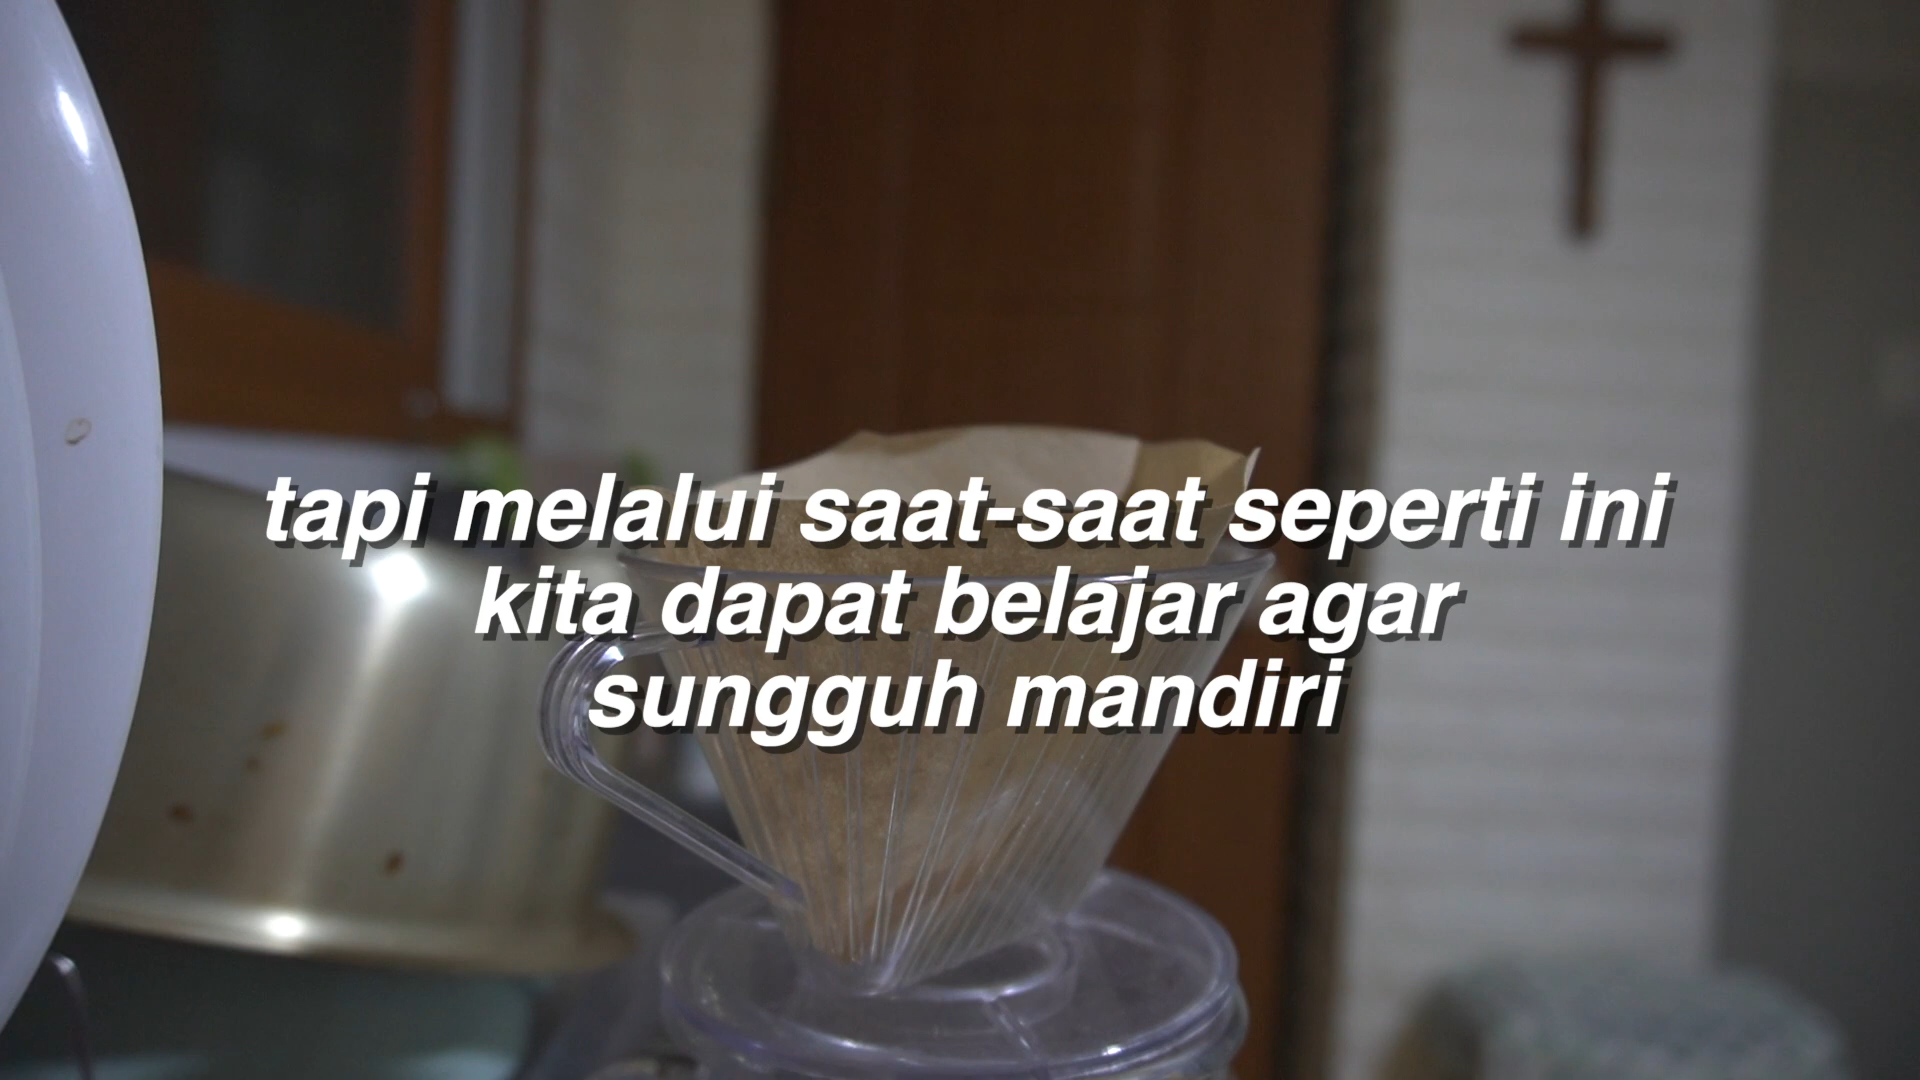 tapi melalui saat-saat seperti ini
kita dapat belajar agar
sungguh mandiri